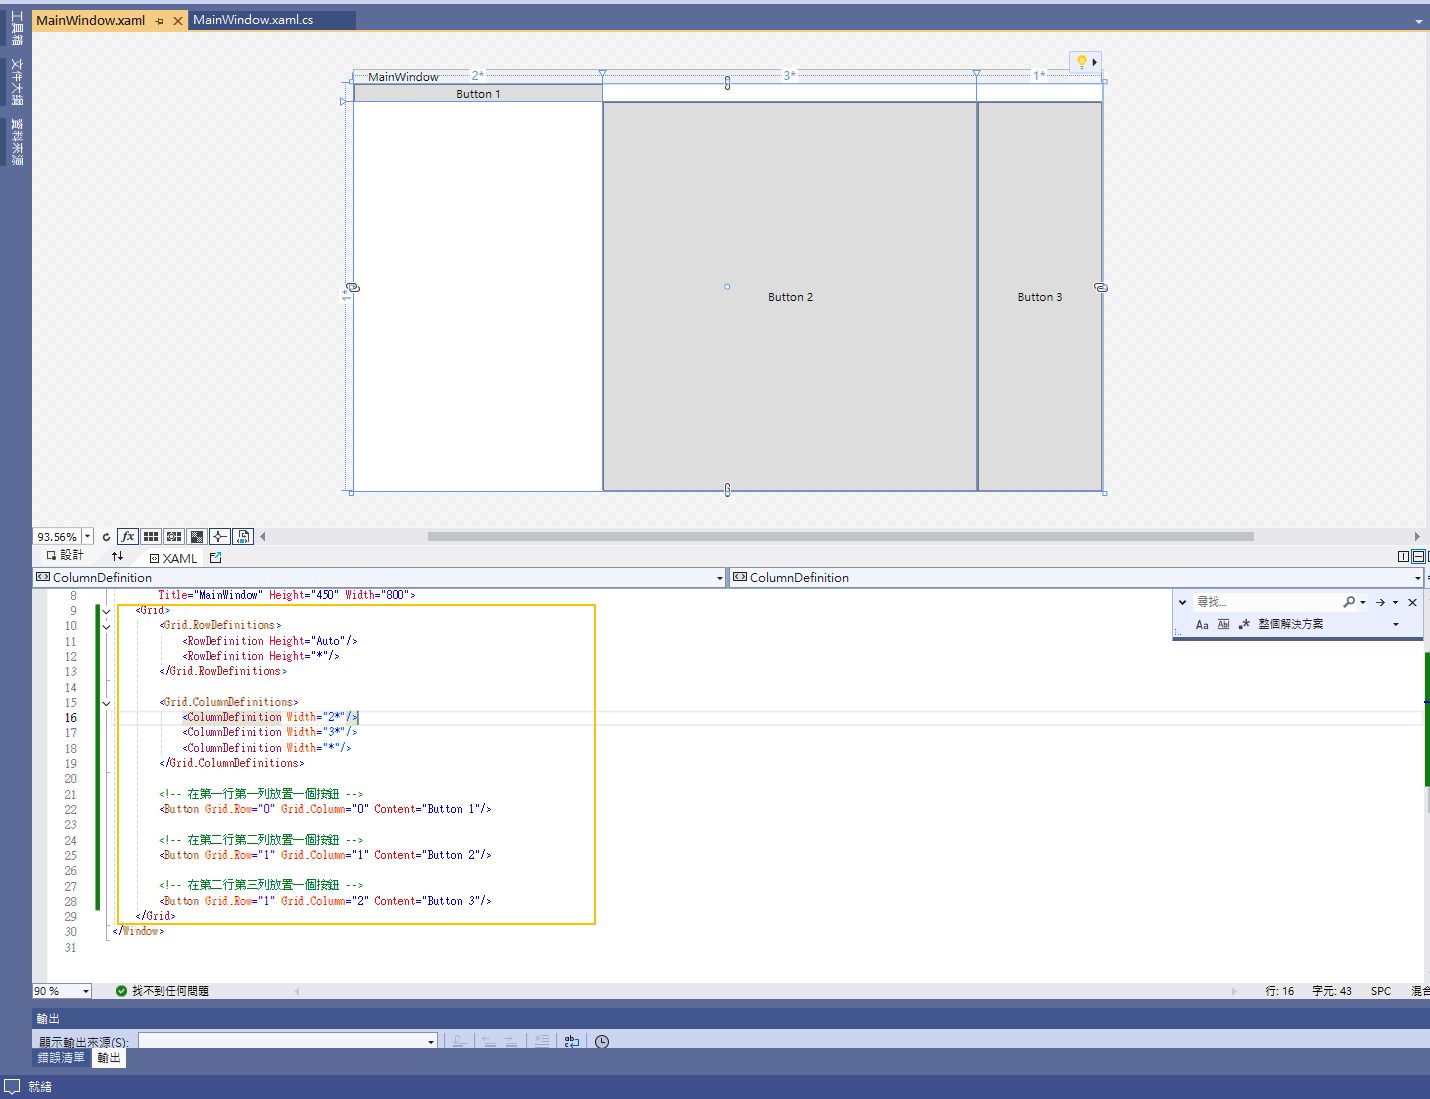 MainWindow.xaml
MainWindow.xaml.cs
工具箱
文件大綱
資料來源
MainWindow
2*
3*
1*
Button 1
1*
Button 2
Button 3
93.56%
fx
設計
XAML
ColumnDefinition
ColumnDefinition
8 Title="MainWindow" Height="450" Width="800">
9 <Grid>
10 <Grid.RowDefinitions>
11 <RowDefinition Height="Auto"/>
12 <RowDefinition Height="*"/>
13 </Grid.RowDefinitions>
14
15 <Grid.ColumnDefinitions>
16 <ColumnDefinition Width="2*"/>
17 <ColumnDefinition Width="3*"/>
18 <ColumnDefinition Width="*"/>
19 </Grid.ColumnDefinitions>
20
21 <!-- 在第一行第一列放置一個按鈕 -->
22 <Button Grid.Row="0" Grid.Column="0" Content="Button 1"/>
23
24 <!-- 在第二行第二列放置一個按鈕 -->
25 <Button Grid.Row="1" Grid.Column="1" Content="Button 2"/>
26
27 <!-- 在第二行第三列放置一個按鈕 -->
28 <Button Grid.Row="1" Grid.Column="2" Content="Button 3"/>
29 </Grid>
30 </Window>
31
尋找...
Aa Ab .* 整個解決方案
90 %
找不到任何問題
行: 16 字元: 43 SPC 混合
輸出
顯示輸出來源(S):
錯誤清單 輸出
就緒